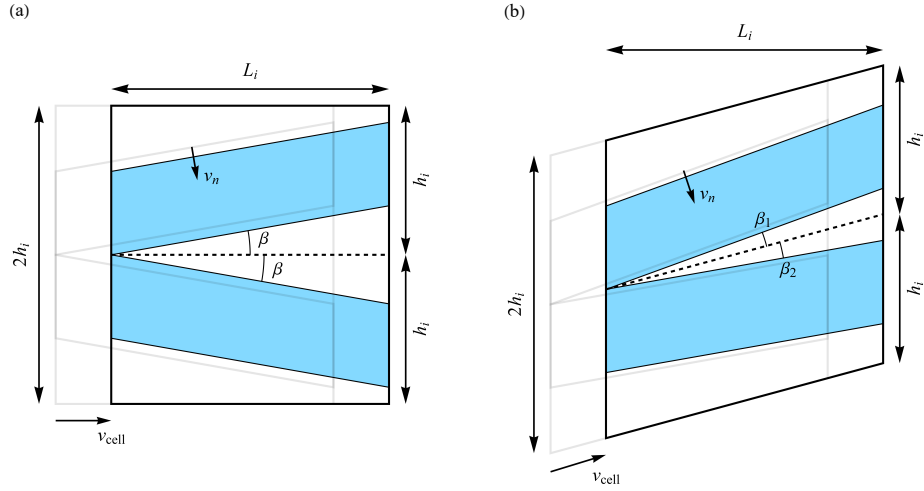 (a)
L_i
v_n
h_i
β
2h_i
β
h_i
v_cell
(b)
L_i
h_i
v_n
β_1
β_2
2h_i
h_i
v_cell